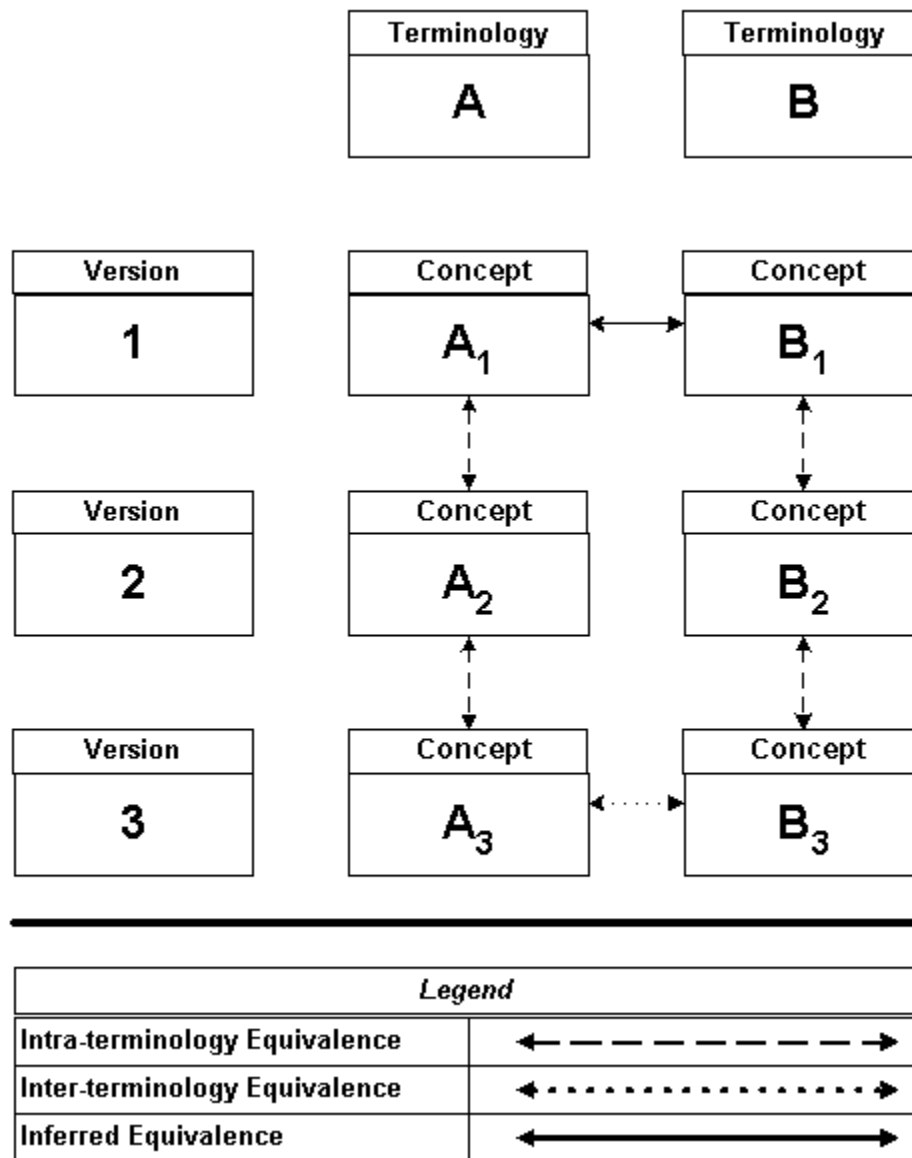 Terminology Terminology
A B
Version Concept Concept
1 A₁ B₁
Version Concept Concept
2 A₂ B₂
Version Concept Concept
3 A₃ B₃
Legend
Intra-terminology Equivalence
Inter-terminology Equivalence
Inferred Equivalence